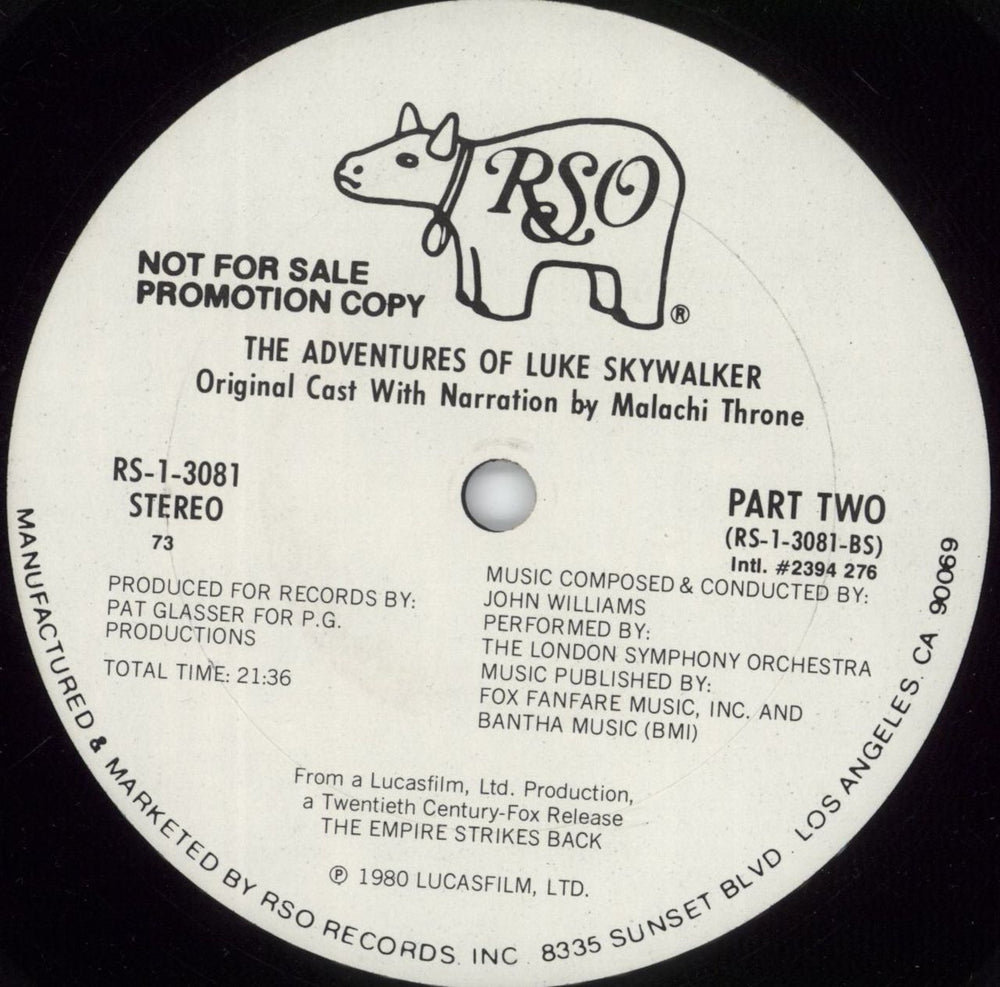 RSO
®
NOT FOR SALE
PROMOTION COPY
THE ADVENTURES OF LUKE SKYWALKER
Original Cast With Narration by Malachi Throne
RS-1-3081
STEREO
73
PART TWO
(RS-1-3081-BS)
Intl. #2394 276
PRODUCED FOR RECORDS BY:
PAT GLASSER FOR P.G.
PRODUCTIONS
TOTAL TIME: 21:36
MUSIC COMPOSED & CONDUCTED BY:
JOHN WILLIAMS
PERFORMED BY:
THE LONDON SYMPHONY ORCHESTRA
MUSIC PUBLISHED BY:
FOX FANFARE MUSIC, INC. AND
BANTHA MUSIC (BMI)
From a Lucasfilm, Ltd. Production,
a Twentieth Century-Fox Release
THE EMPIRE STRIKES BACK
℗ 1980 LUCASFILM, LTD.
MANUFACTURED & MARKETED BY RSO RECORDS, INC. 8335 SUNSET BLVD. LOS ANGELES, CA 90069